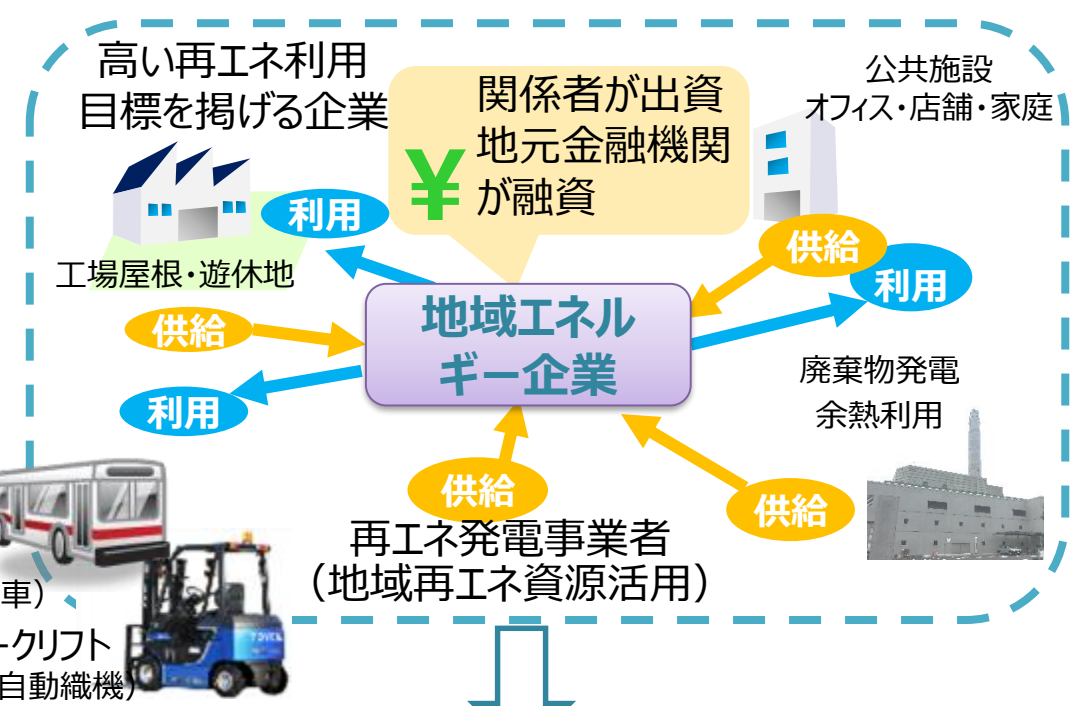 高い再エネ利用
目標を掲げる企業
関係者が出資
地元金融機関
が融資
¥
公共施設
オフィス・店舗・家庭
利用
供給
利用
工場屋根・遊休地
供給
利用
地域エネル
ギー企業
廃棄物発電
余熱利用
供給
供給
再エネ発電事業者
（地域再エネ資源活用）
車）
ークリフト
自動織機）